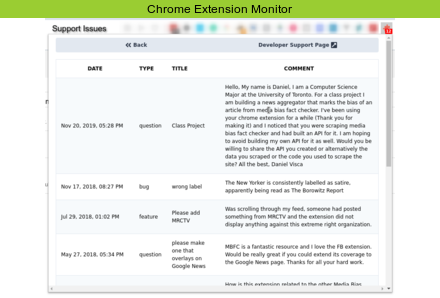 Chrome Extension Monitor
Support Issues
Back
Developer Support Page
DATE TYPE TITLE COMMENT
Hello, My name is Daniel, I am a Computer Science
Major at the University of Toronto. For a class project I
am building a news aggregator that marks the bias of an
article from media bias fact checker. I've been using
your chrome extension for a while (Thank you for
making it) and I noticed that you were scraping media
Nov 20, 2019, 05:28 PM question Class Project
bias fact checker and had built an API for it. I am hoping
to avoid building my own API for it as well. Would you be
willing to share the API you created or alternatively the
data you scraped or the code you used to scrape the
site? All the best, Daniel Visca
Nov 17, 2018, 08:27 PM bug wrong label
The New Yorker is consistently labelled as satire,
apparently being read as The Borowitz Report
Jul 29, 2018, 01:02 PM feature
Please add
MRCTV
Was scrolling through my feed, someone had posted
something from MRCTV and the extension did not
display anything against this extreme right organization.
May 27, 2018, 05:34 PM question
please make
one that
overlays on
Google News
MBFC is a fantastic resource and I love the FB extension.
Would be really great if you could extend its coverage to
the Google News page. Thanks for all your hard work.
How is this extension related to the other Media Bias